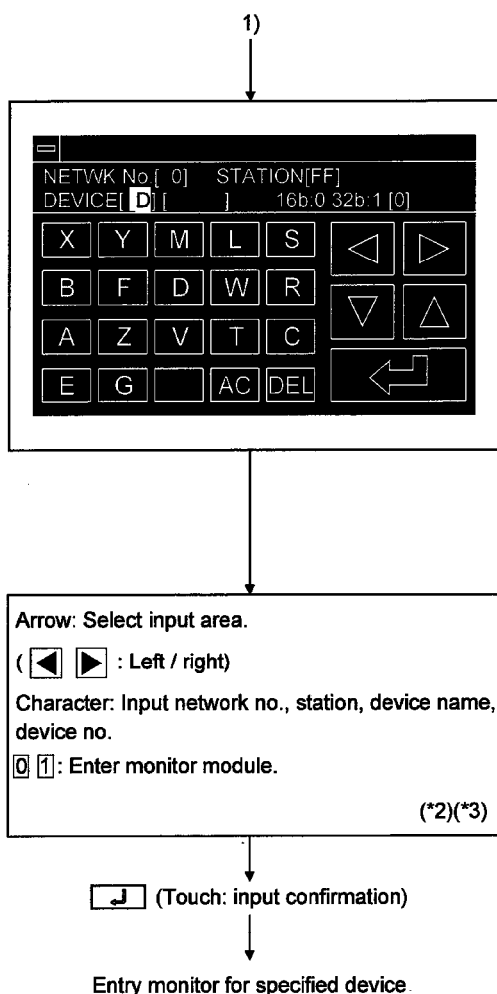 1)
NETWK No.[ 0] STATION[FF]
DEVICE[ D] [ ] 16b:0 32b:1 [0]
X Y M L S
B F D W R
A Z V T C
E G AC DEL
Arrow: Select input area.
( ◀ ▶ : Left / right)
Character: Input network no., station, device name,
device no.
0 1 : Enter monitor module.
(*2)(*3)
↵ (Touch: input confirmation)
Entry monitor for specified device